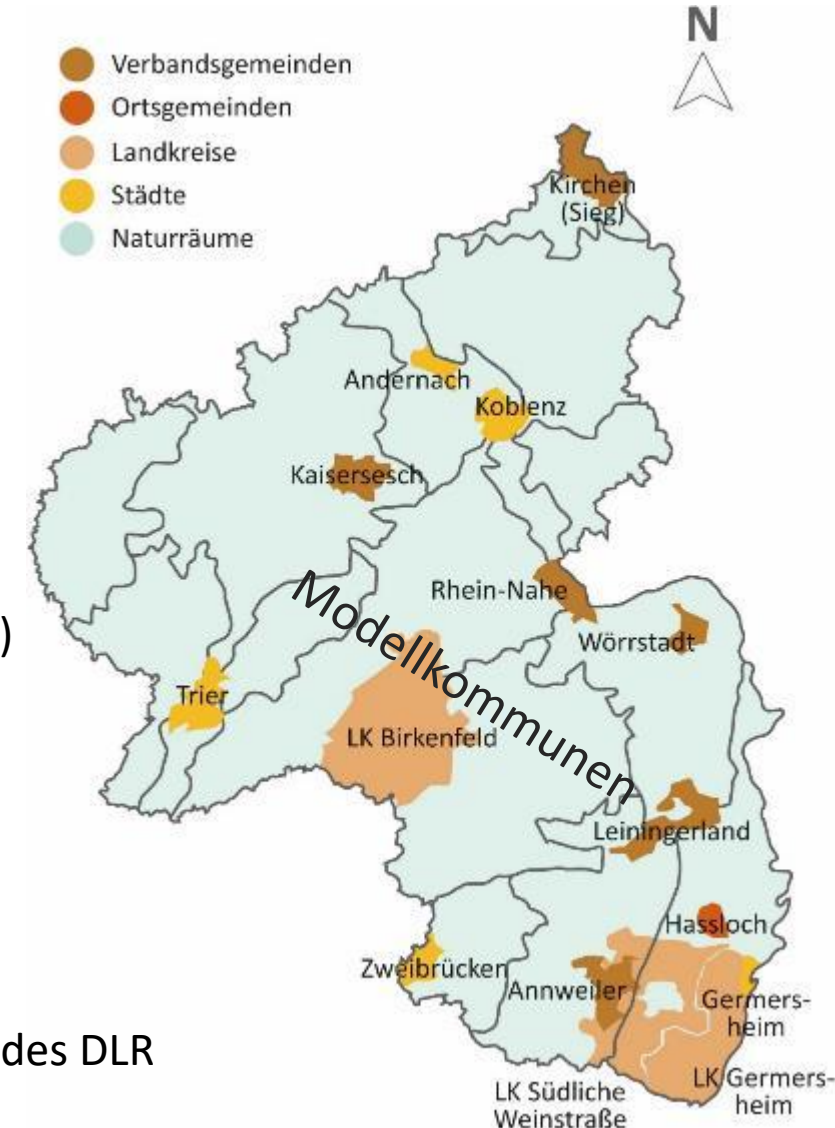 N
Verbandsgemeinden
Ortsgemeinden
Landkreise
Städte
Naturräume
Kirchen
(Sieg)
Andernach
Koblenz
Kaisersesch
Rhein-Nahe
Wörrstadt
)
Modellkommunen
Trier
LK Birkenfeld
Leiningerland
Hassloch
Zweibrücken
Annweiler
Germers-
heim
des DLR
LK Südliche
Weinstraße
LK Germers-
heim